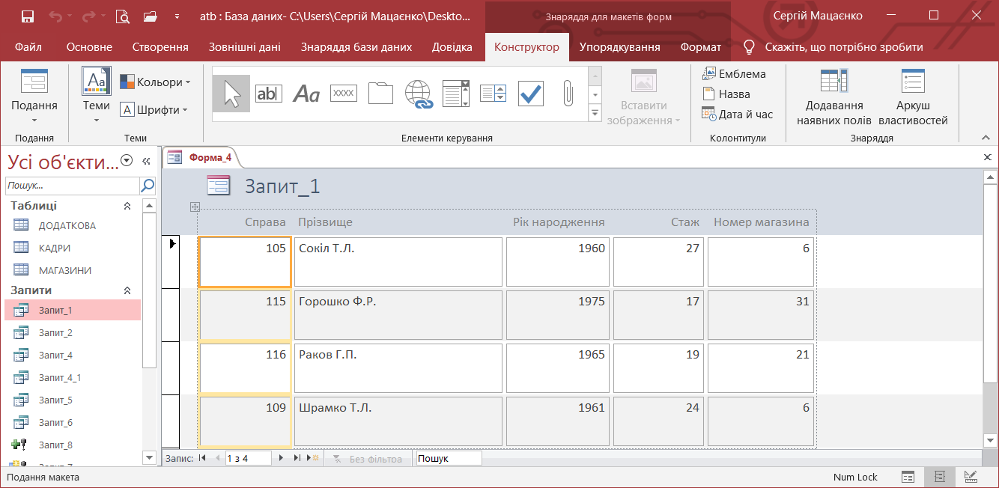 atb : База даних- C:\Users\Сергій Мацаєнко\Deskto...
Знаряддя для макетів форм
Сергій Мацаєнко
Файл Основне Створення Зовнішні дані Знаряддя бази даних Довідка Конструктор Упорядкування Формат Скажіть, що потрібно зробити
Подання
Подання
Aa
Теми
Кольори
A Шрифти
Теми
ab|
Aa
XXXX
Елементи керування
Вставити
зображення
Емблема
Назва
Дата й час
Колонтитули
Додавання
наявних полів
Аркуш
властивостей
Знаряддя
Усі об'єкти...
Пошук...
Таблиці
ДОДАТКОВА
КАДРИ
МАГАЗИНИ
Запити
Запит_1
Запит_2
Запит_4
Запит_4_1
Запит_5
Запит_6
Запит_8
Форма_4
Запит_1
Справа Прізвище Рік народження Стаж Номер магазина
105 Сокіл Т.Л. 1960 27 6
115 Горошко Ф.Р. 1975 17 31
116 Раков Г.П. 1965 19 21
109 Шрамко Т.Л. 1961 24 6
Запис: 1 з 4 Без фільтра Пошук
Подання макета
Num Lock